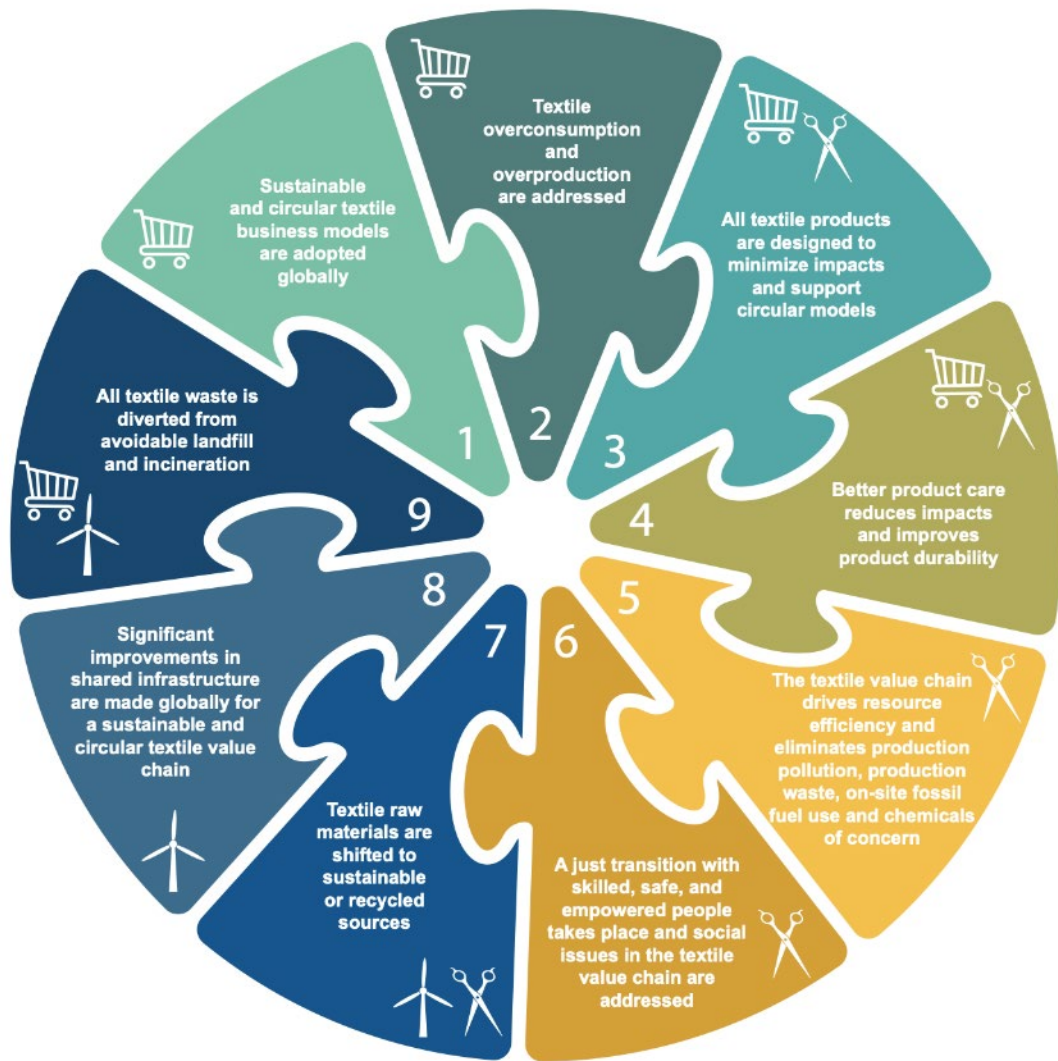 Sustainable
and circular textile
business models
are adopted
globally
1
Textile
overconsumption
and
overproduction
are addressed
2
All textile products
are designed to
minimize impacts
and support
circular models
3
Better product care
reduces impacts
and improves
product durability
4
The textile value chain
drives resource
efficiency and
eliminates production
pollution, production
waste, on-site fossil
fuel use and chemicals
of concern
5
A just transition with
skilled, safe, and
empowered people
takes place and social
issues in the textile
value chain are
addressed
6
Textile raw
materials are
shifted to
sustainable
or recycled
sources
7
Significant
improvements in
shared infrastructure
are made globally for
a sustainable and
circular textile value
chain
8
All textile waste is
diverted from
avoidable landfill
and incineration
9